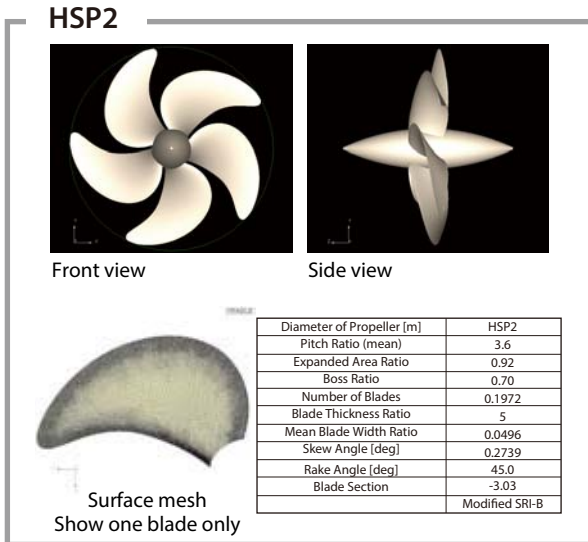 HSP2
Front view
Side view
Surface mesh
Show one blade only
Diameter of Propeller [m] HSP2
Pitch Ratio (mean) 3.6
Expanded Area Ratio 0.92
Boss Ratio 0.70
Number of Blades 0.1972
Blade Thickness Ratio 5
Mean Blade Width Ratio 0.0496
Skew Angle [deg] 0.2739
Rake Angle [deg] 45.0
Blade Section -3.03
Modified SRI-B